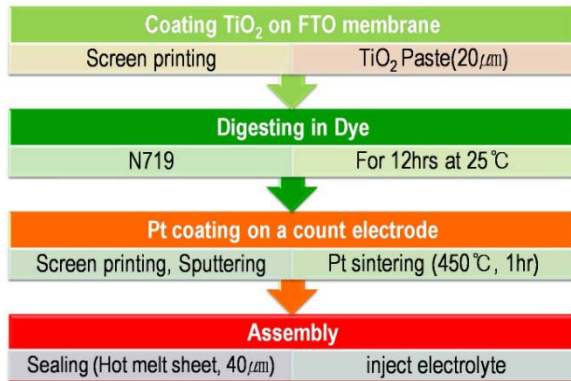 Coating TiO₂ on FTO membrane
Screen printing TiO₂ Paste(20㎛)
Digesting in Dye
N719 For 12hrs at 25℃
Pt coating on a count electrode
Screen printing, Sputtering Pt sintering (450℃, 1hr)
Assembly
Sealing (Hot melt sheet, 40㎛) inject electrolyte